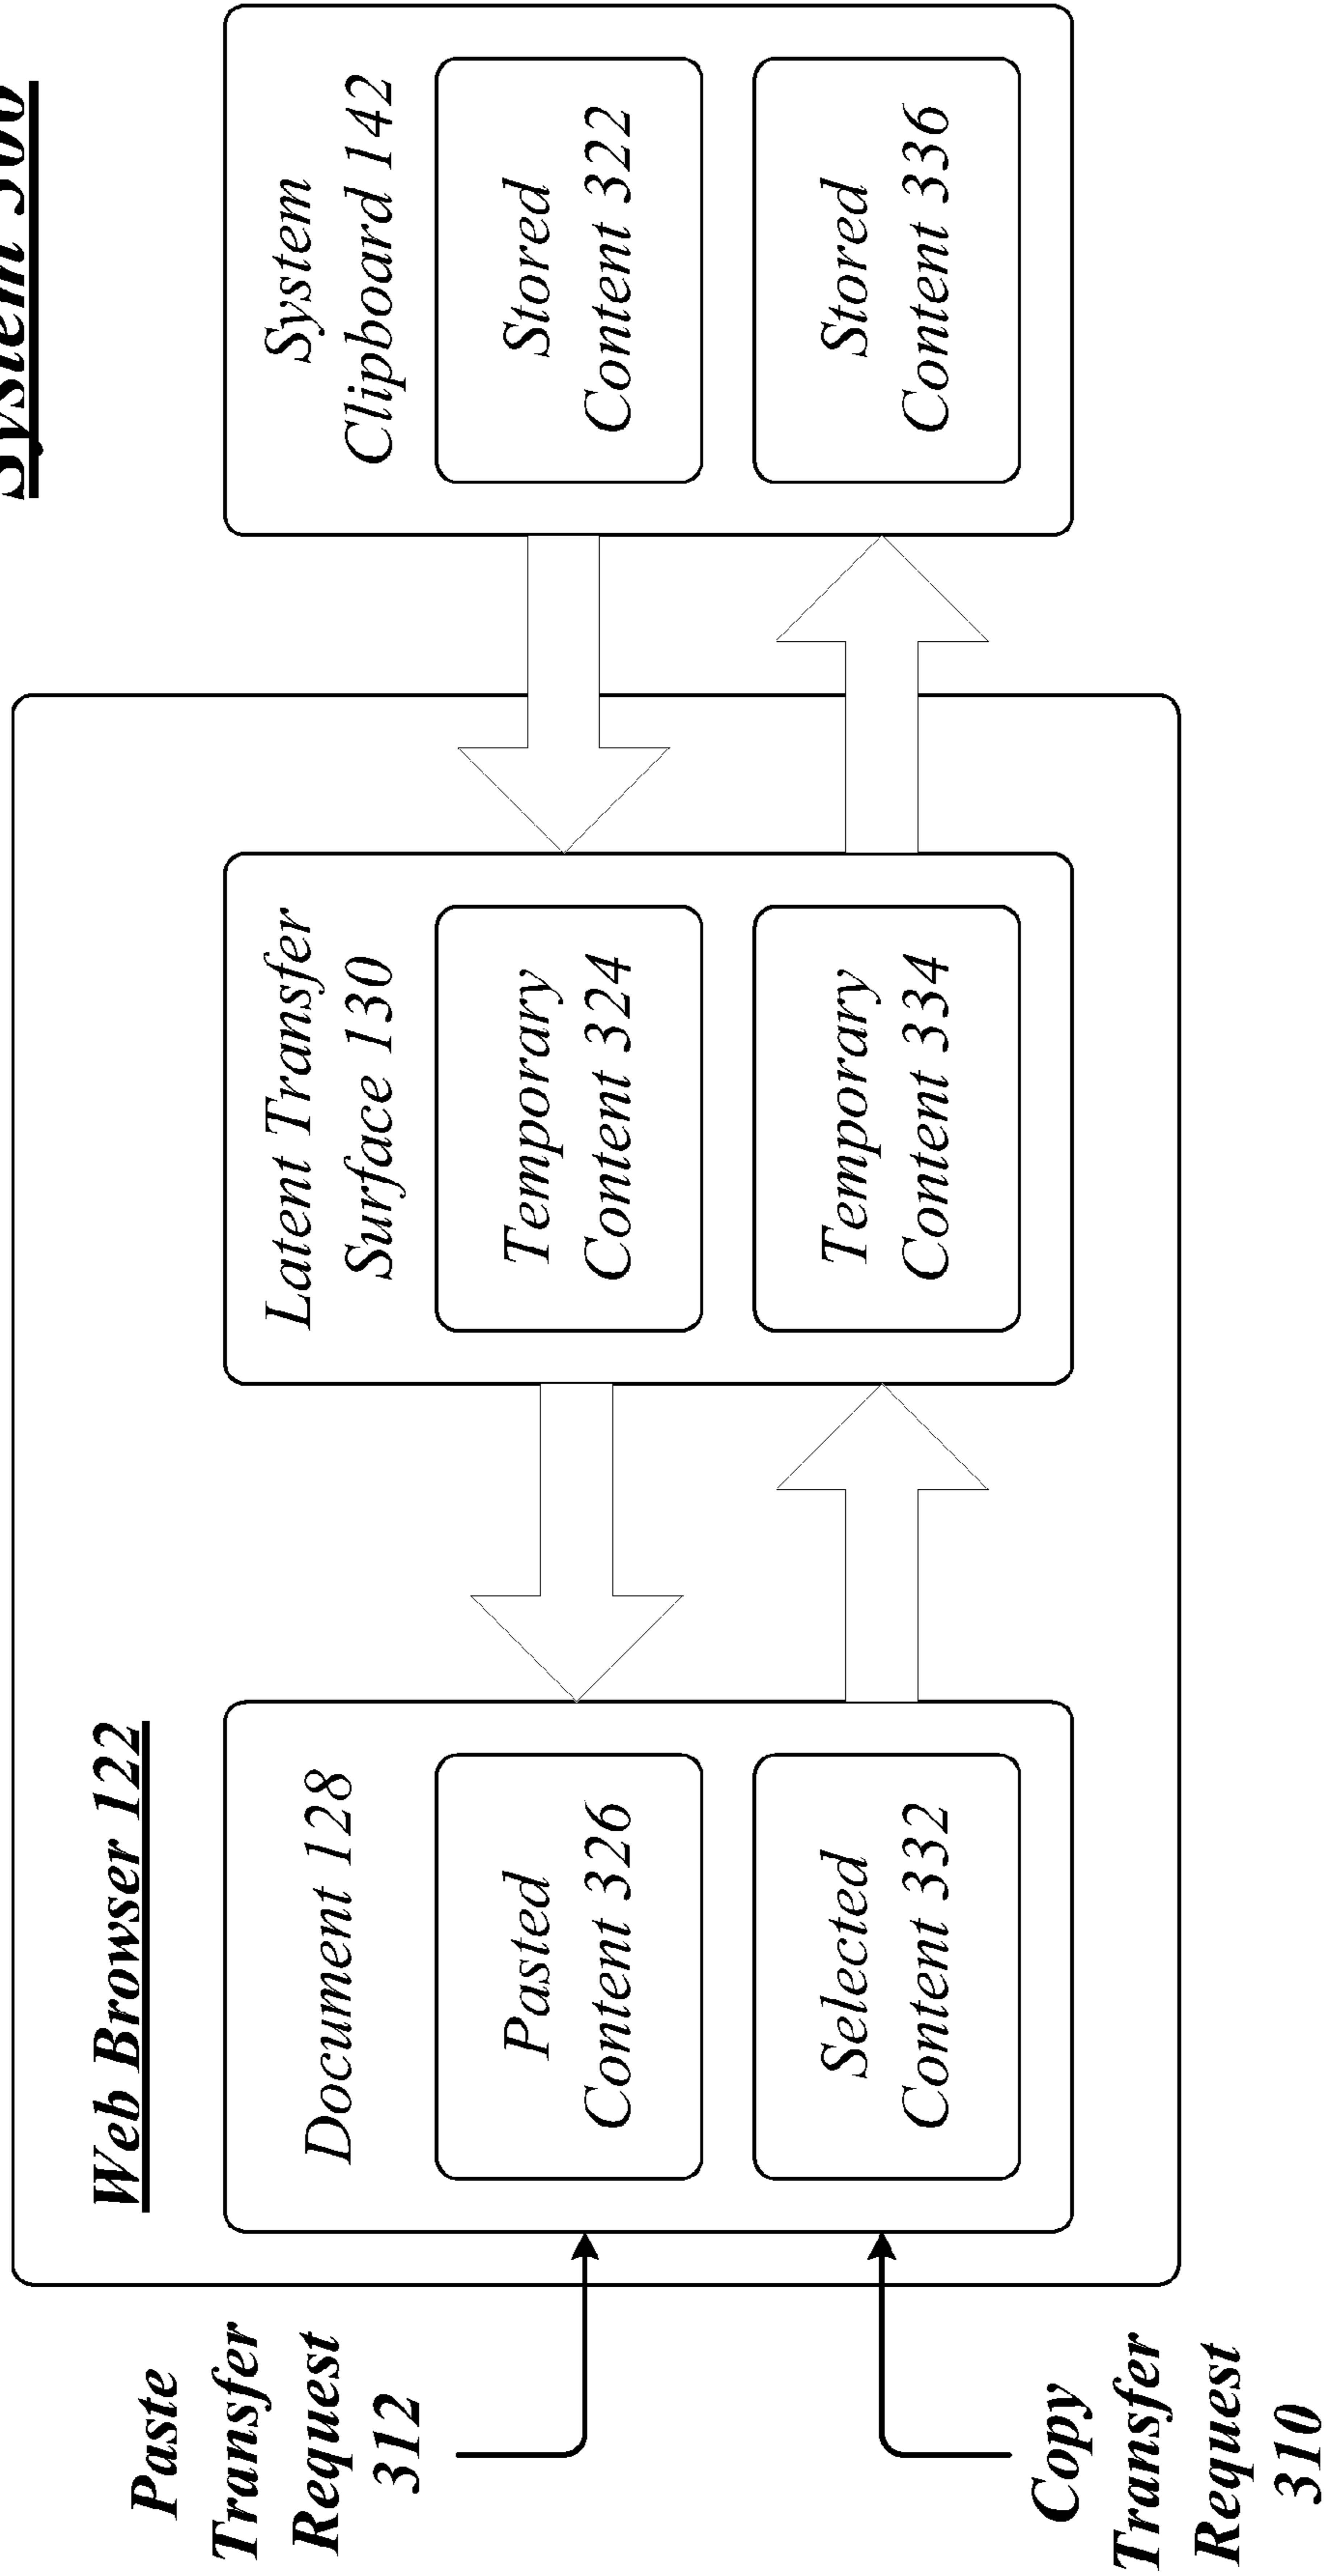 System
Web Browser 122
Paste
Transfer
Request
312
Copy
Transfer
Request
310
Document 128
Pasted
Content 326
Selected
Content 332
Latent Transfer
Surface 130
Temporary
Content 324
Temporary
Content 334
System
Clipboard 142
Stored
Content 322
Stored
Content 336